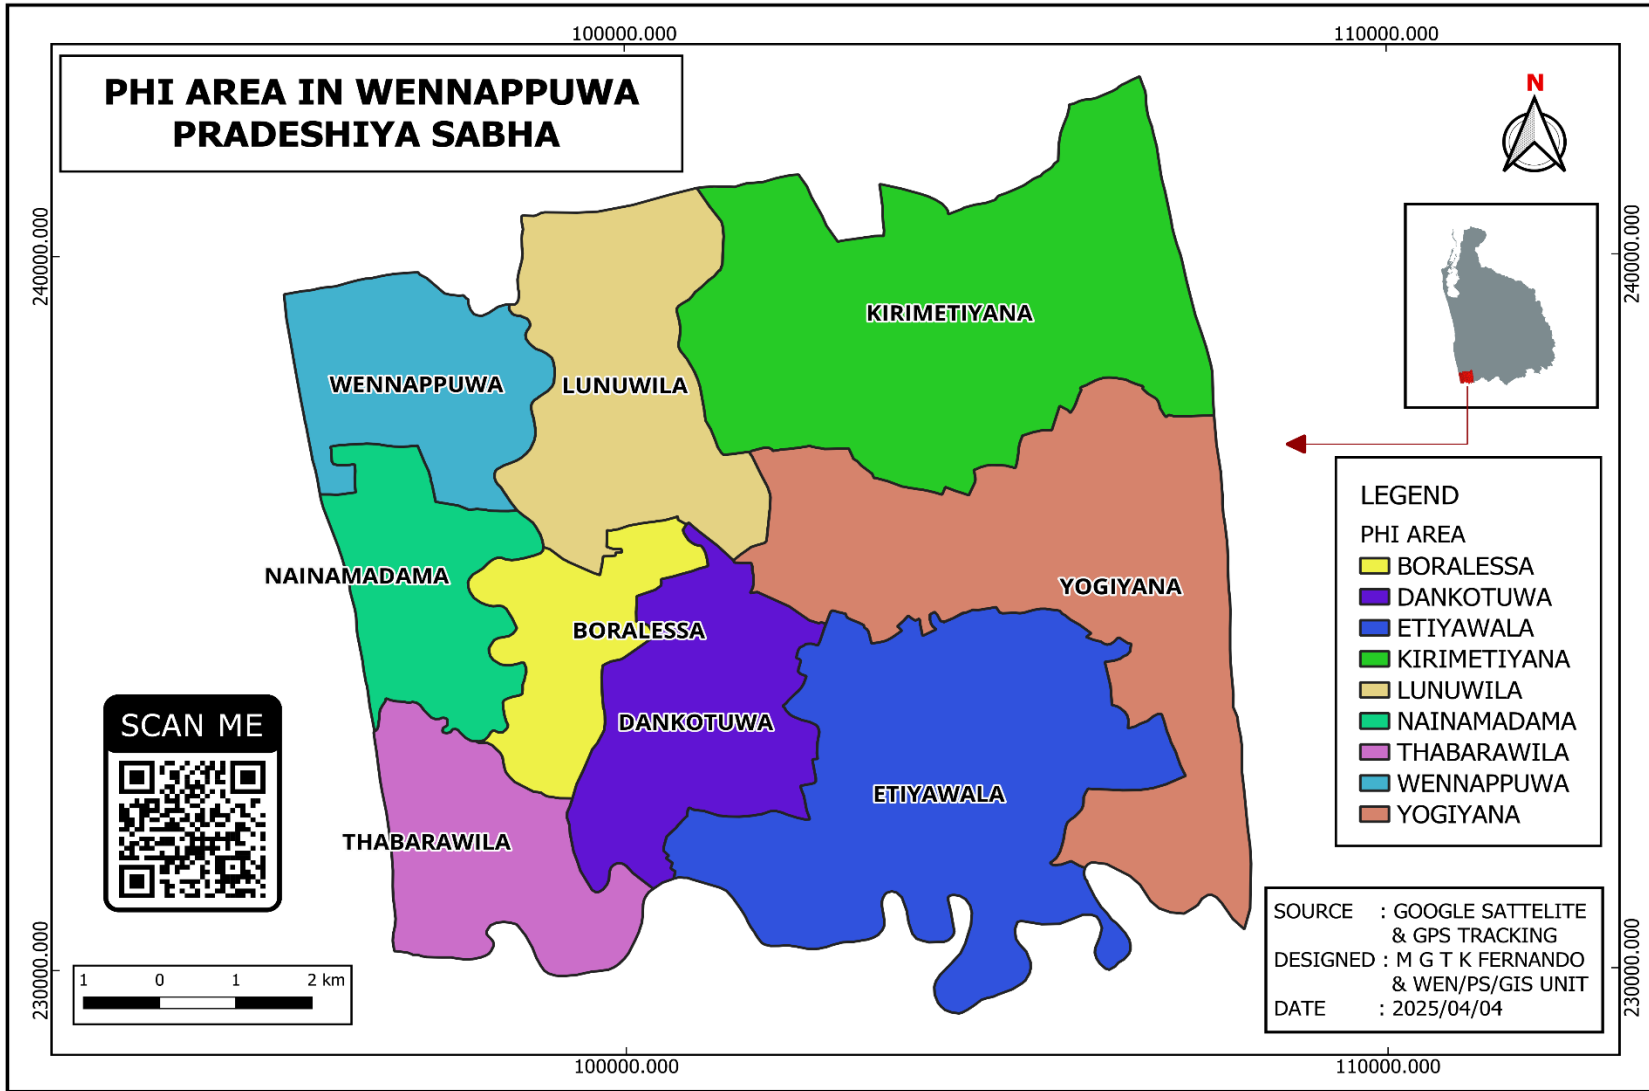 100000.000
110000.000
PHI AREA IN WENNAPPUWA
PRADESHIYA SABHA
N
240000.000
240000.000
KIRIMETIYANA
WENNAPPUWA
LUNUWILA
NAINAMADAMA
YOGIYANA
BORALESSA
DANKOTUWA
ETIYAWALA
THABARAWILA
LEGEND
PHI AREA
BORALESSA
DANKOTUWA
ETIYAWALA
KIRIMETIYANA
LUNUWILA
NAINAMADAMA
THABARAWILA
WENNAPPUWA
YOGIYANA
SCAN ME
SOURCE : GOOGLE SATTELITE
& GPS TRACKING
DESIGNED : M G T K FERNANDO
& WEN/PS/GIS UNIT
DATE : 2025/04/04
1 0 1 2 km
230000.000
230000.000
100000.000
110000.000